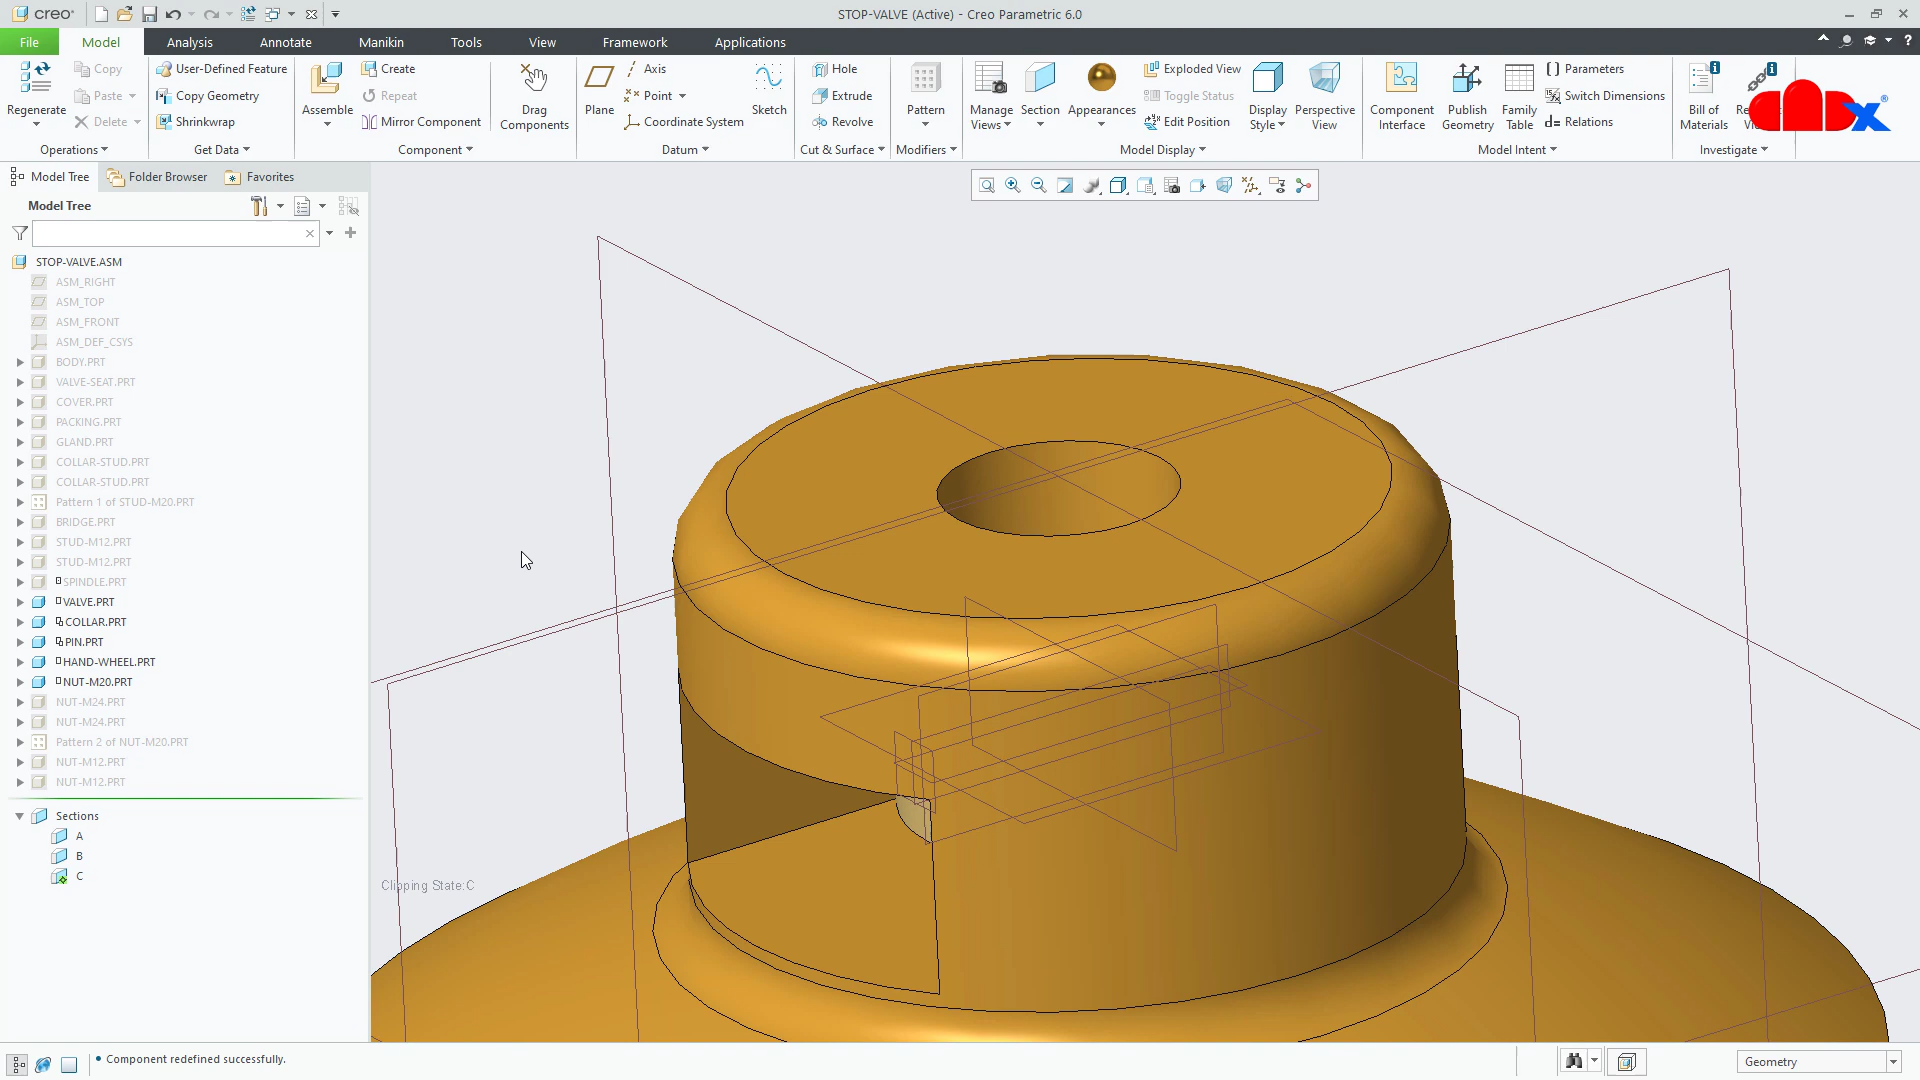 creo
STOP-VALVE (Active) - Creo Parametric 6.0
File Model Analysis Annotate Manikin Tools View Framework Applications
Regenerate
Copy
Paste
Delete
Operations
User-Defined Feature
Copy Geometry
Shrinkwrap
Get Data
Assemble
Create
Repeat
Mirror Component
Drag
Components
Component
Plane
Axis
Point
Coordinate System
Sketch
Datum
Hole
Extrude
Revolve
Cut & Surface
Pattern
Modifiers
Manage
Views
Section
Appearances
Exploded View
Toggle Status
Edit Position
Display
Style
Perspective
View
Model Display
Component
Interface
Publish
Geometry
Family
Table
Parameters
Switch Dimensions
Relations
Model Intent
Bill of
Materials
Investigate
Model Tree Folder Browser Favorites
Model Tree
STOP-VALVE.ASM
ASM_RIGHT
ASM_TOP
ASM_FRONT
ASM_DEF_CSYS
BODY.PRT
VALVE-SEAT.PRT
COVER.PRT
PACKING.PRT
GLAND.PRT
COLLAR-STUD.PRT
COLLAR-STUD.PRT
Pattern 1 of STUD-M20.PRT
BRIDGE.PRT
STUD-M12.PRT
STUD-M12.PRT
SPINDLE.PRT
VALVE.PRT
COLLAR.PRT
PIN.PRT
HAND-WHEEL.PRT
NUT-M20.PRT
NUT-M24.PRT
NUT-M24.PRT
Pattern 2 of NUT-M20.PRT
NUT-M12.PRT
NUT-M12.PRT
Sections
A
B
C
Clipping State:C
Component redefined successfully.
Geometry